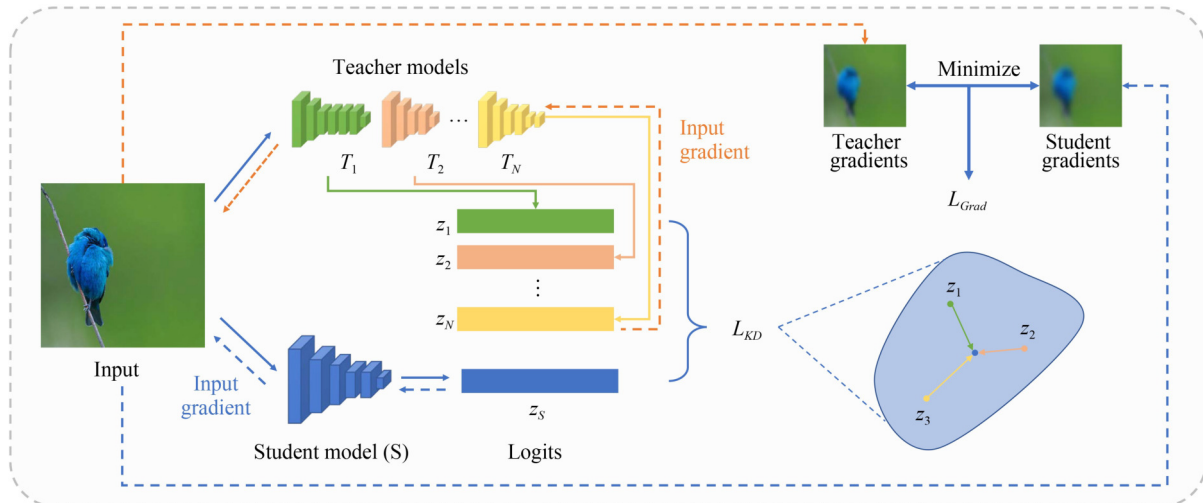 Teacher models
T1 T2 ... TN
Input
gradient
Minimize
Teacher
gradients
Student
gradients
LGrad
z1
z2
⋮
zN
zS
Logits
Input
Input
gradient
Student model (S)
LKD
z1
z2
z3